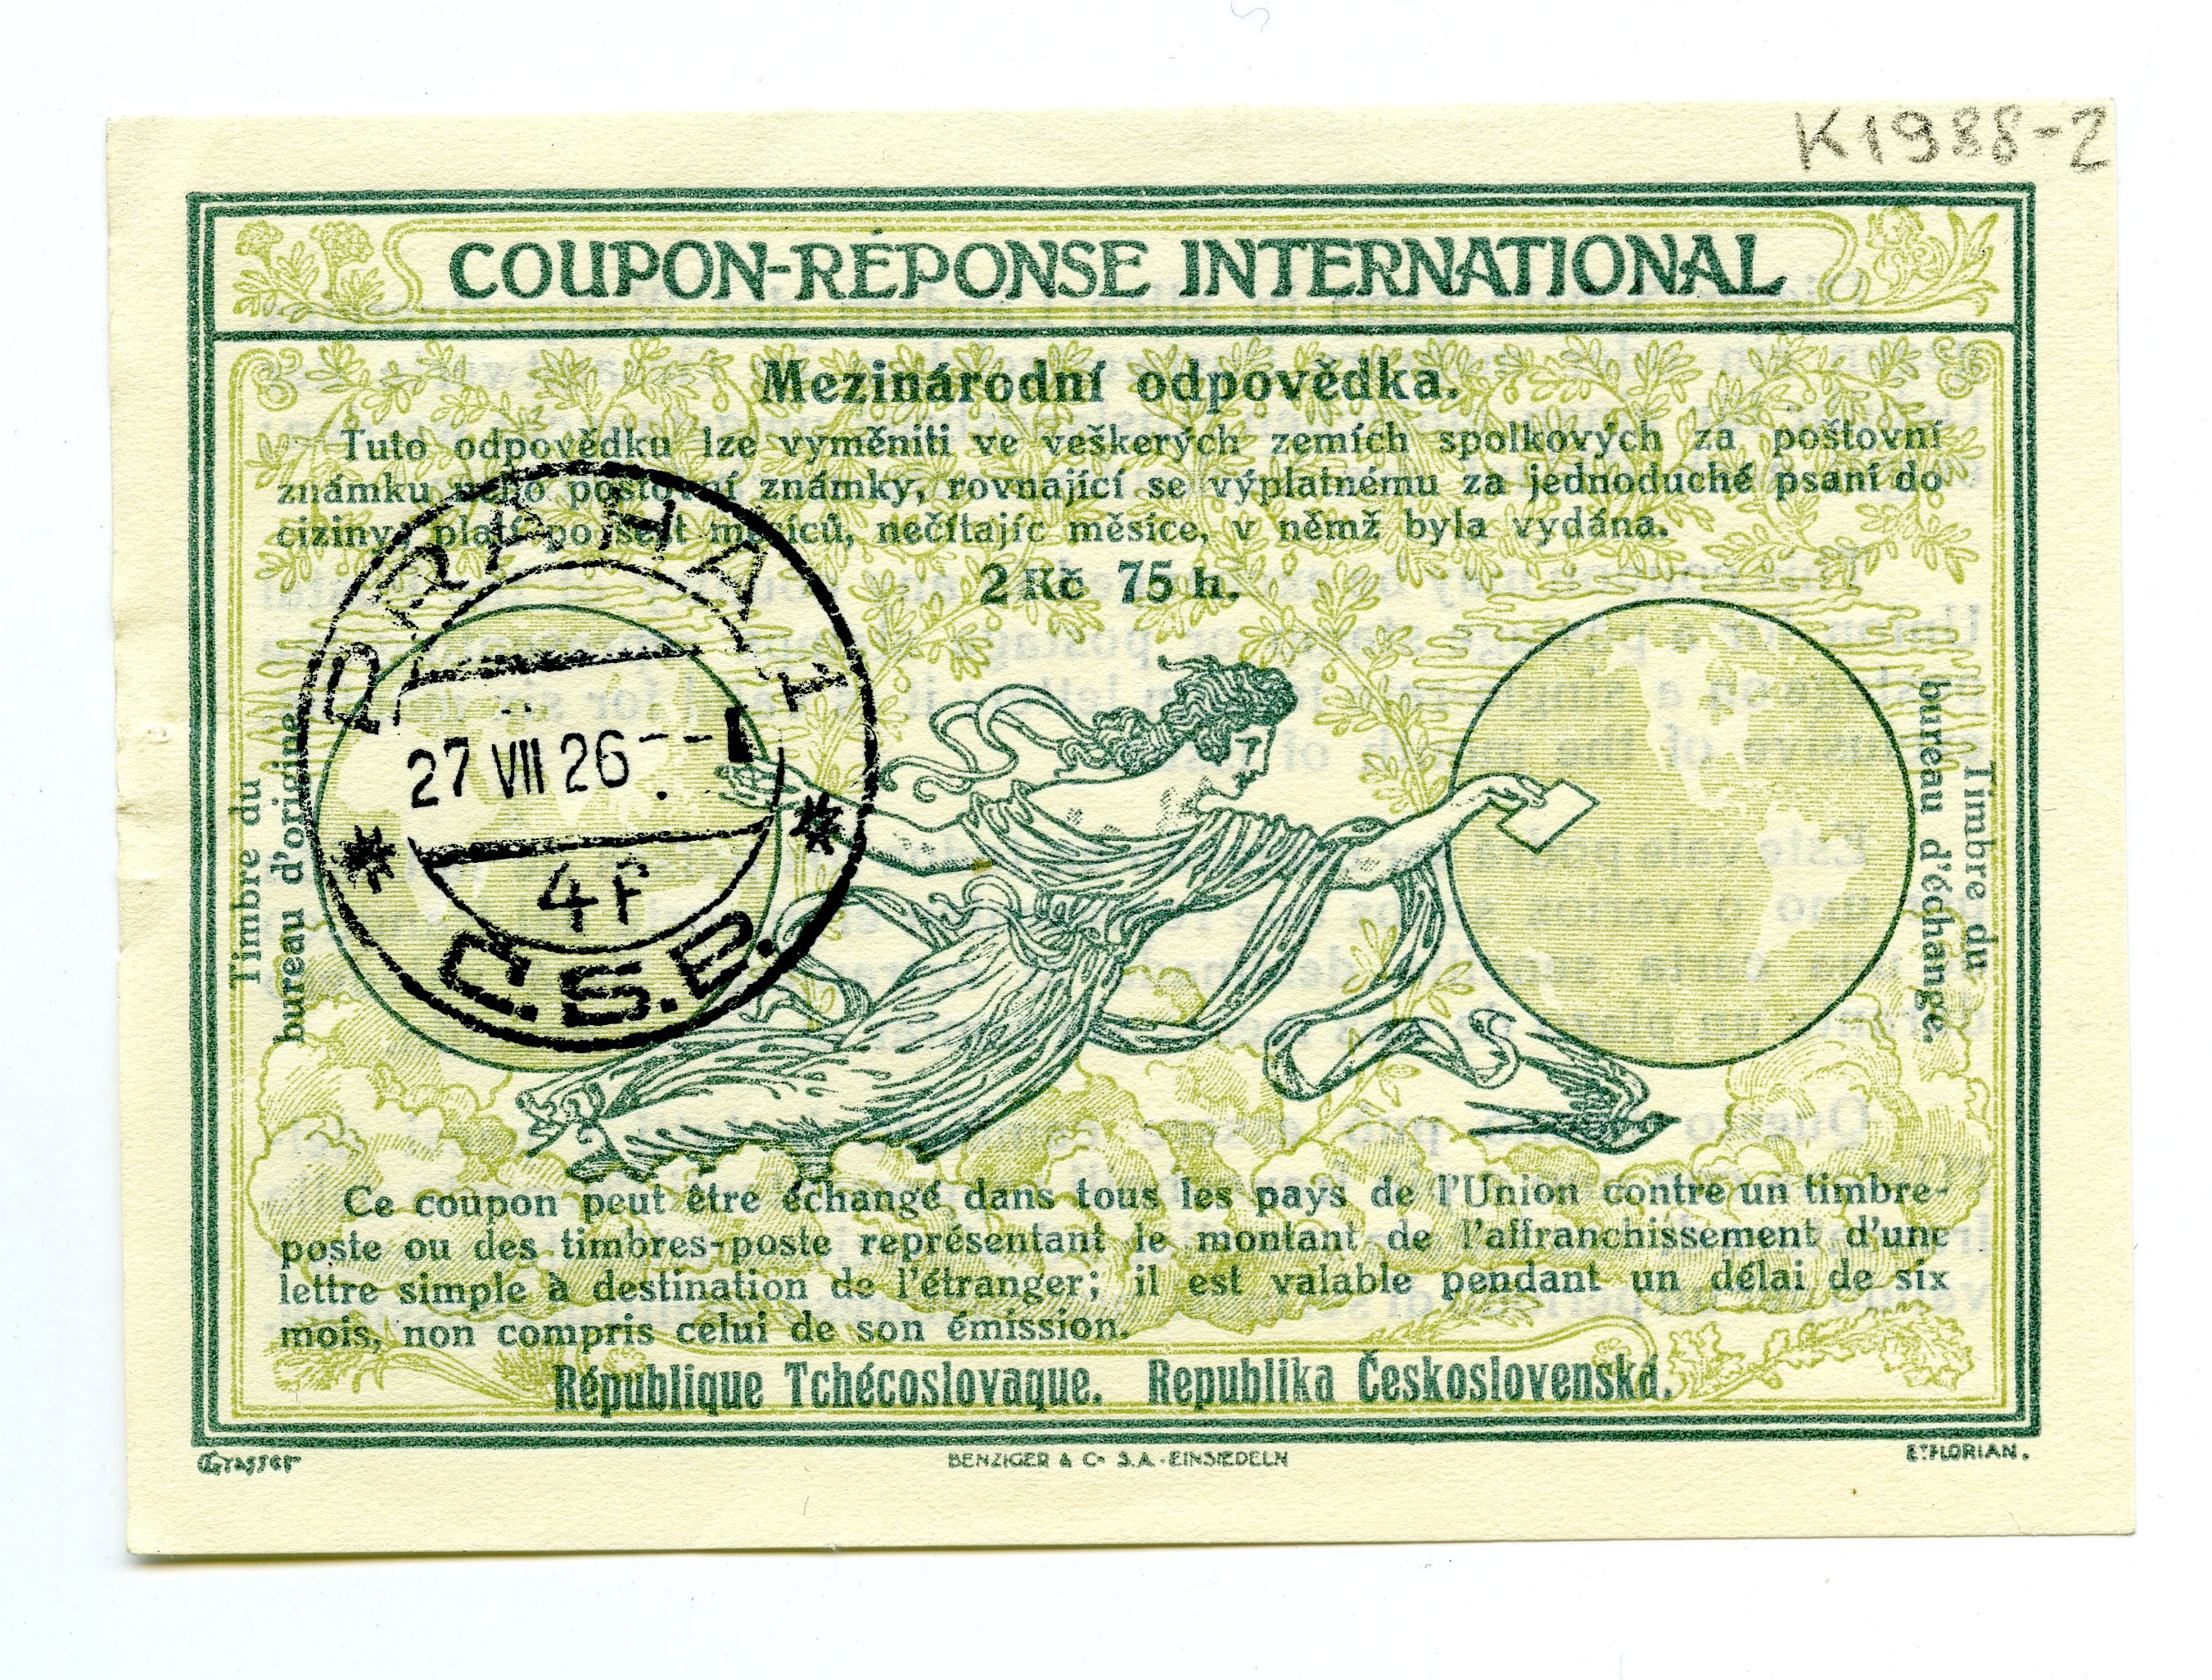 K1988-2
COUPON-RÉPONSE INTERNATIONAL
Mezinárodní odpovědka.
Tuto odpovědku lze vyměniti ve veškerých zemích spolkových za poštovní
známku nebo poštovní známky, rovnající se výplatnému za jednoduché psaní do
ciziny; platí po šest měsíců, nečítajíc měsíce, v němž byla vydána.
2 Kč 75 h.
PRAHA 1
27 VII 26
4F
Č.S.P.
Timbre du
bureau d'origine
Timbre du
bureau d'échange.
Ce coupon peut être échangé dans tous les pays de l'Union contre un timbre-
poste ou des timbres-poste représentant le montant de l'affranchissement d'une
lettre simple à destination de l'étranger; il est valable pendant un délai de six
mois, non compris celui de son émission.
République Tchécoslovaque. Republika Československá.
Grasset
BENZIGER & Co S.A.-EINSIEDELN
Et FLORIAN.